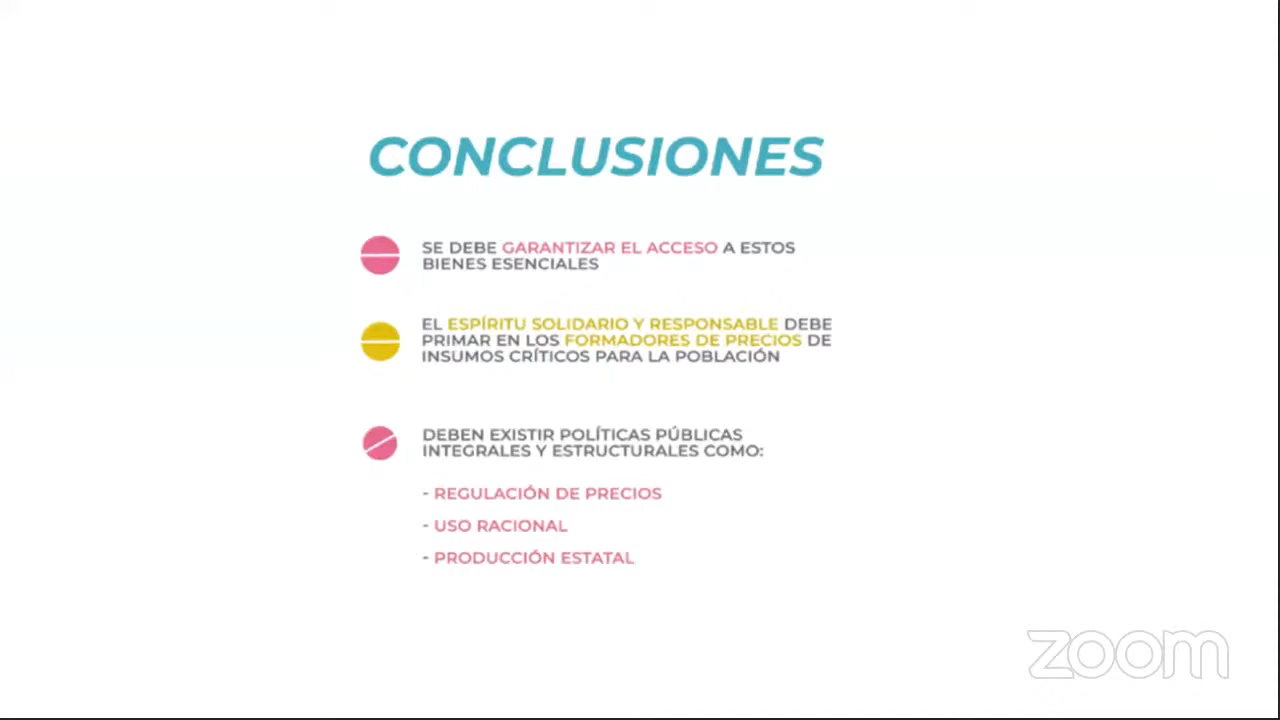 CONCLUSIONES
SE DEBE GARANTIZAR EL ACCESO A ESTOS
BIENES ESENCIALES
EL ESPÍRITU SOLIDARIO Y RESPONSABLE DEBE
PRIMAR EN LOS FORMADORES DE PRECIOS DE
INSUMOS CRÍTICOS PARA LA POBLACIÓN
DEBEN EXISTIR POLÍTICAS PÚBLICAS
INTEGRALES Y ESTRUCTURALES COMO:
- REGULACIÓN DE PRECIOS
- USO RACIONAL
- PRODUCCIÓN ESTATAL
zoom